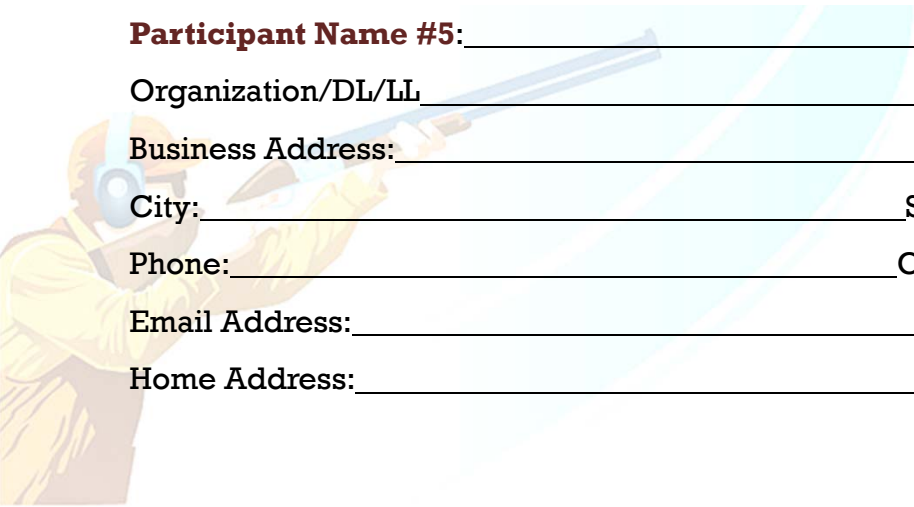 Participant Name #5:
Organization/DL/LL
Business Address:
City: S
Phone: C
Email Address:
Home Address: